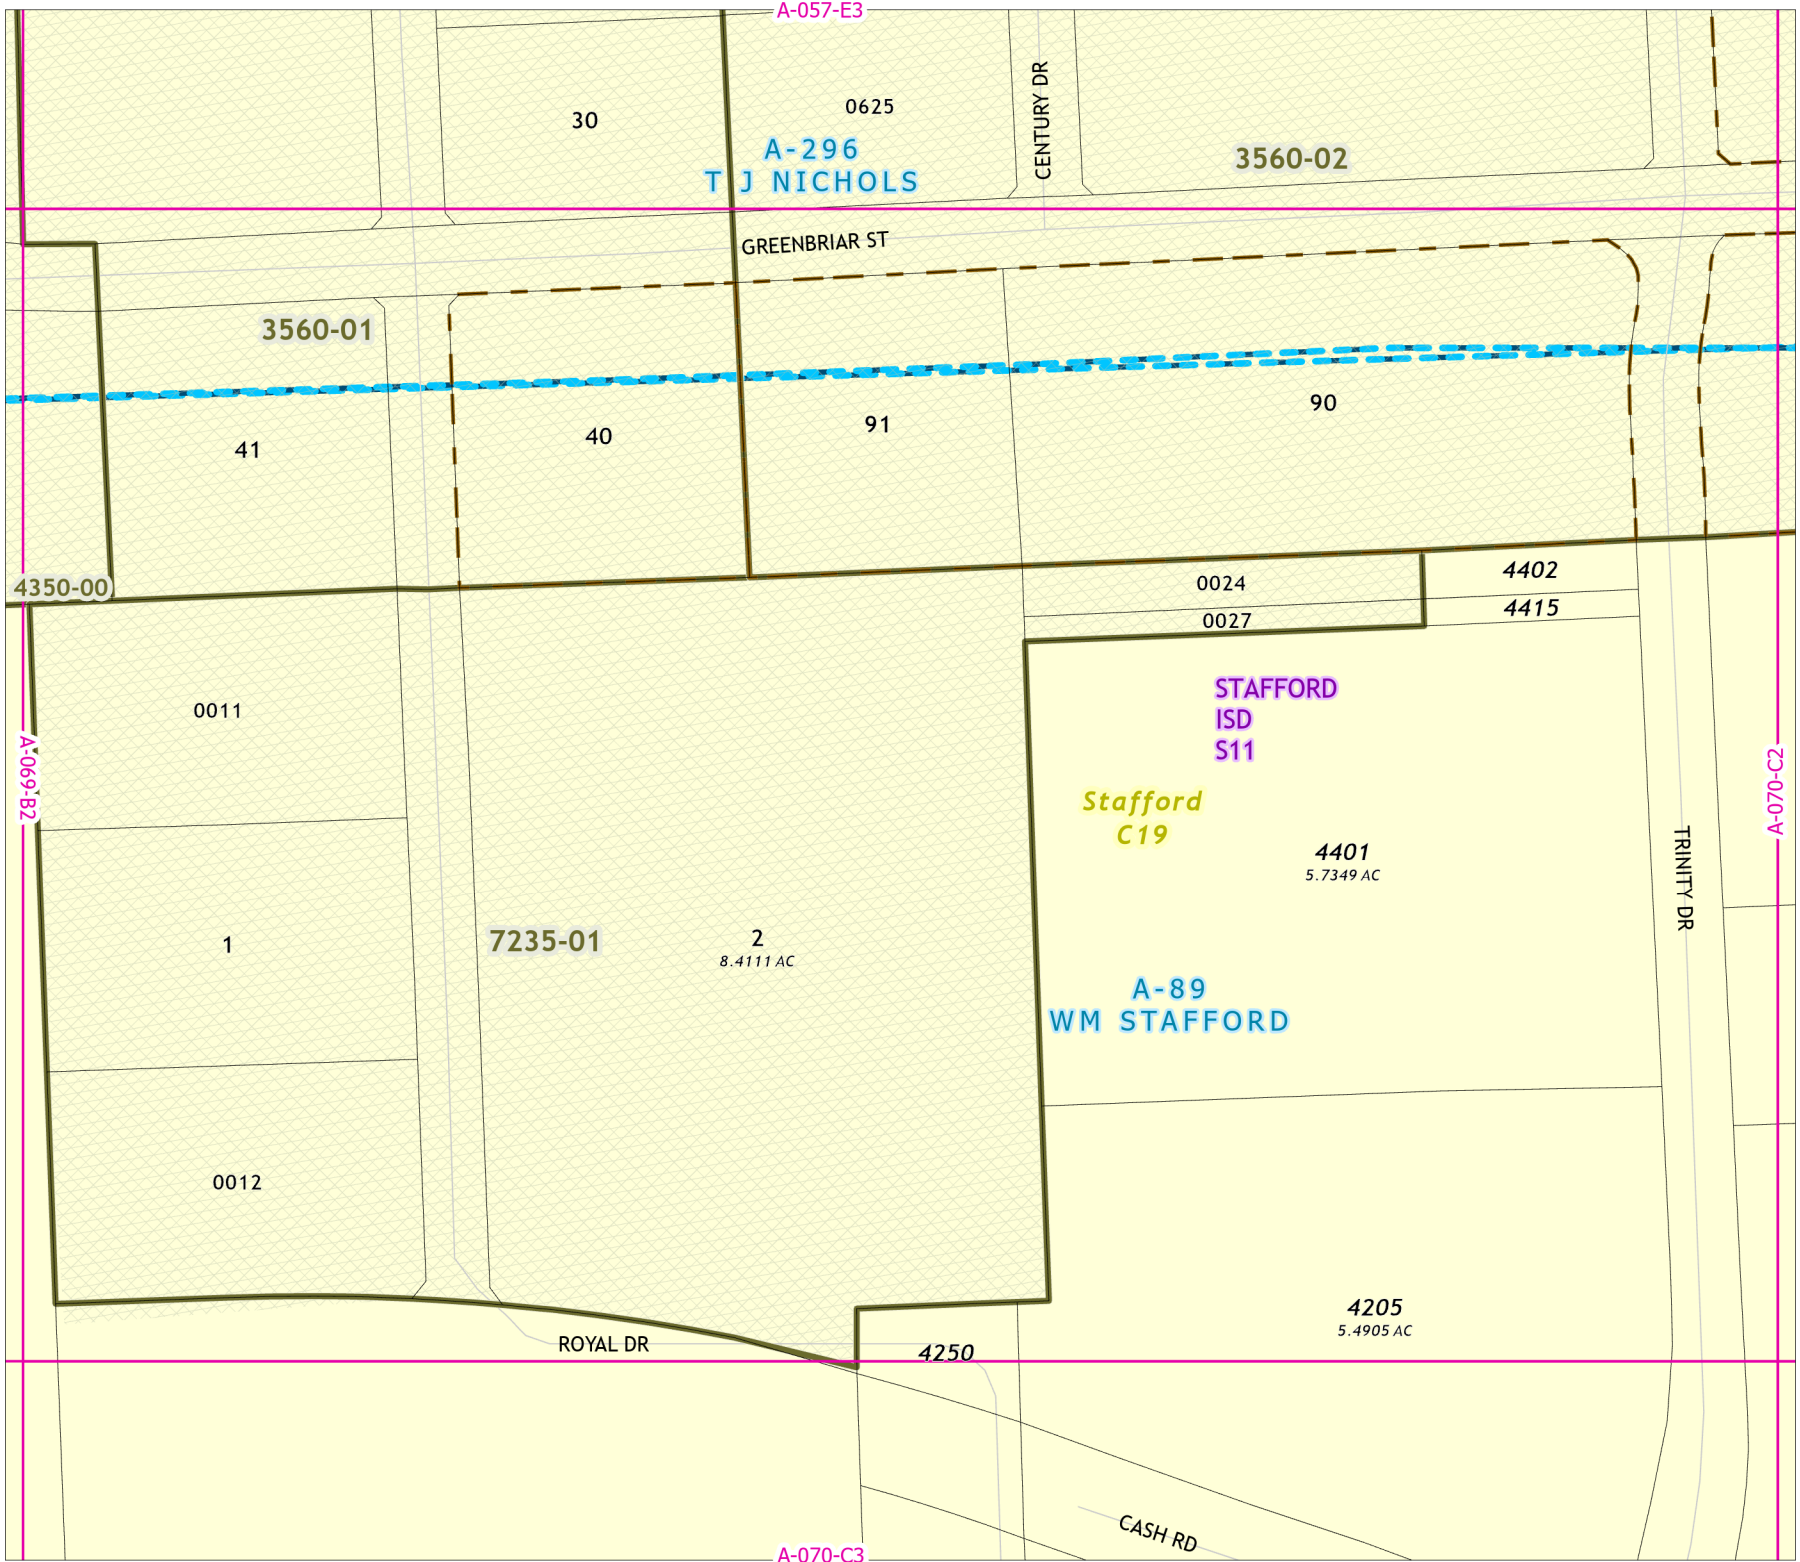 A-057-E3
CENTURY DR
0625
30
A-296
T J NICHOLS
3560-02
GREENBRIAR ST
3560-01
90
91
40
41
4402
0024
4350-00
4415
0027
STAFFORD
ISD
S11
0011
A-069-B2
A-070-C2
Stafford
C19
4401
5.7349 AC
TRINITY DR
7235-01
2
8.4111 AC
1
A-89
WM STAFFORD
0012
4205
5.4905 AC
ROYAL DR
4250
CASH RD
A-070-C3